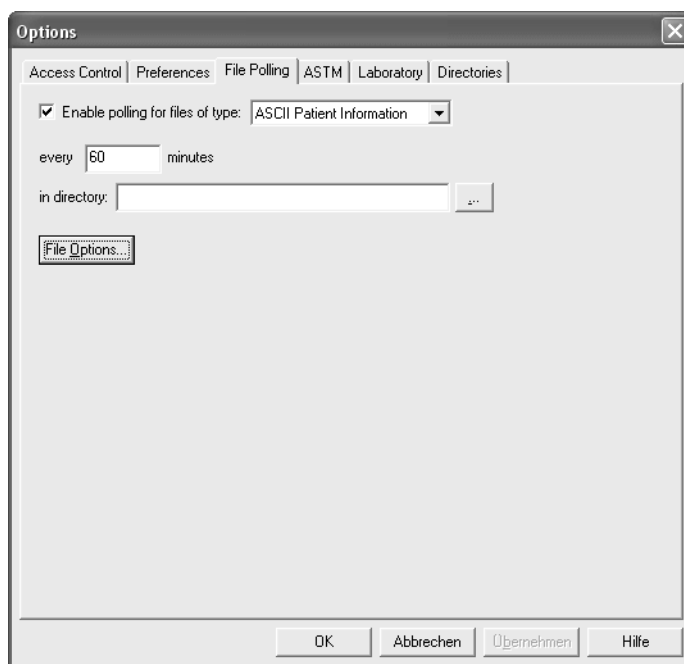 Options
Access Control Preferences File Polling ASTM Laboratory Directories
Enable polling for files of type: ASCII Patient Information
every 60 minutes
in directory: ...
File Options...
OK Abbrechen Übernehmen Hilfe